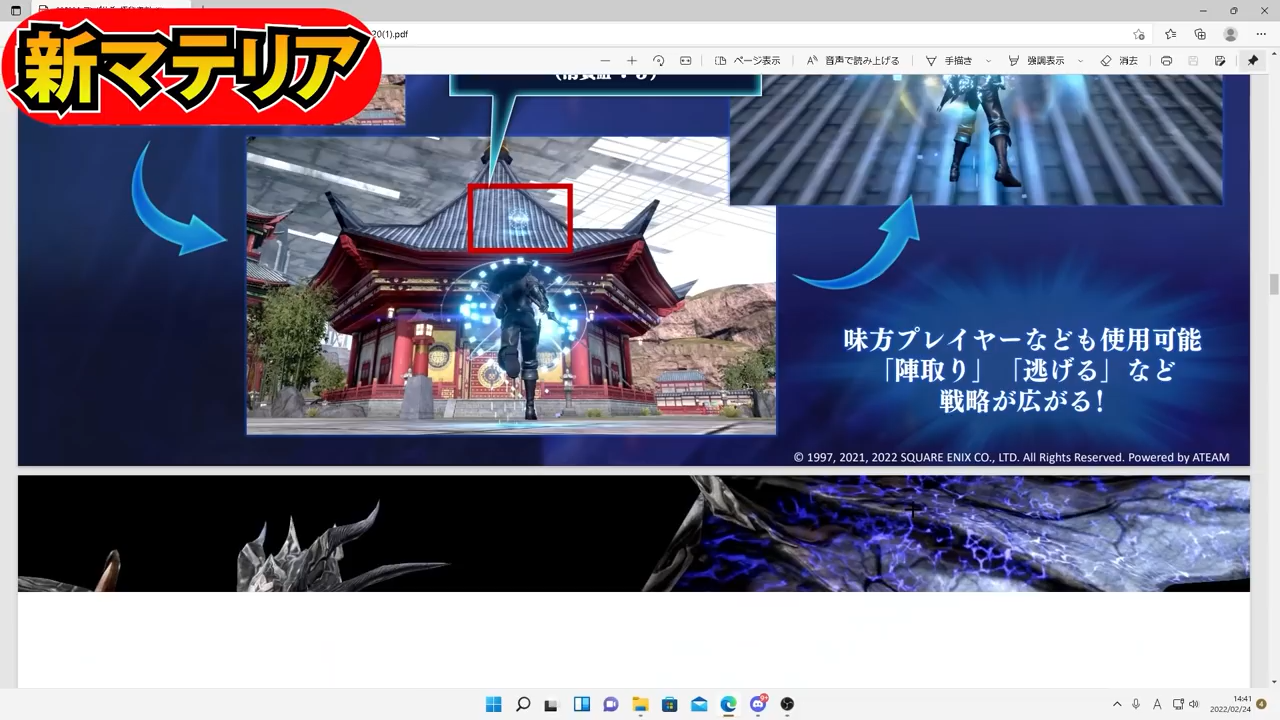 新マテリア
20(1).pdf
ページ表示
音声で読み上げる
手描き
強調表示
消去
味方プレイヤーなども使用可能
「陣取り」「逃げる」など
戦略が広がる！
© 1997, 2021, 2022 SQUARE ENIX CO., LTD. All Rights Reserved. Powered by ATEAM
A
14:41
2022/02/24